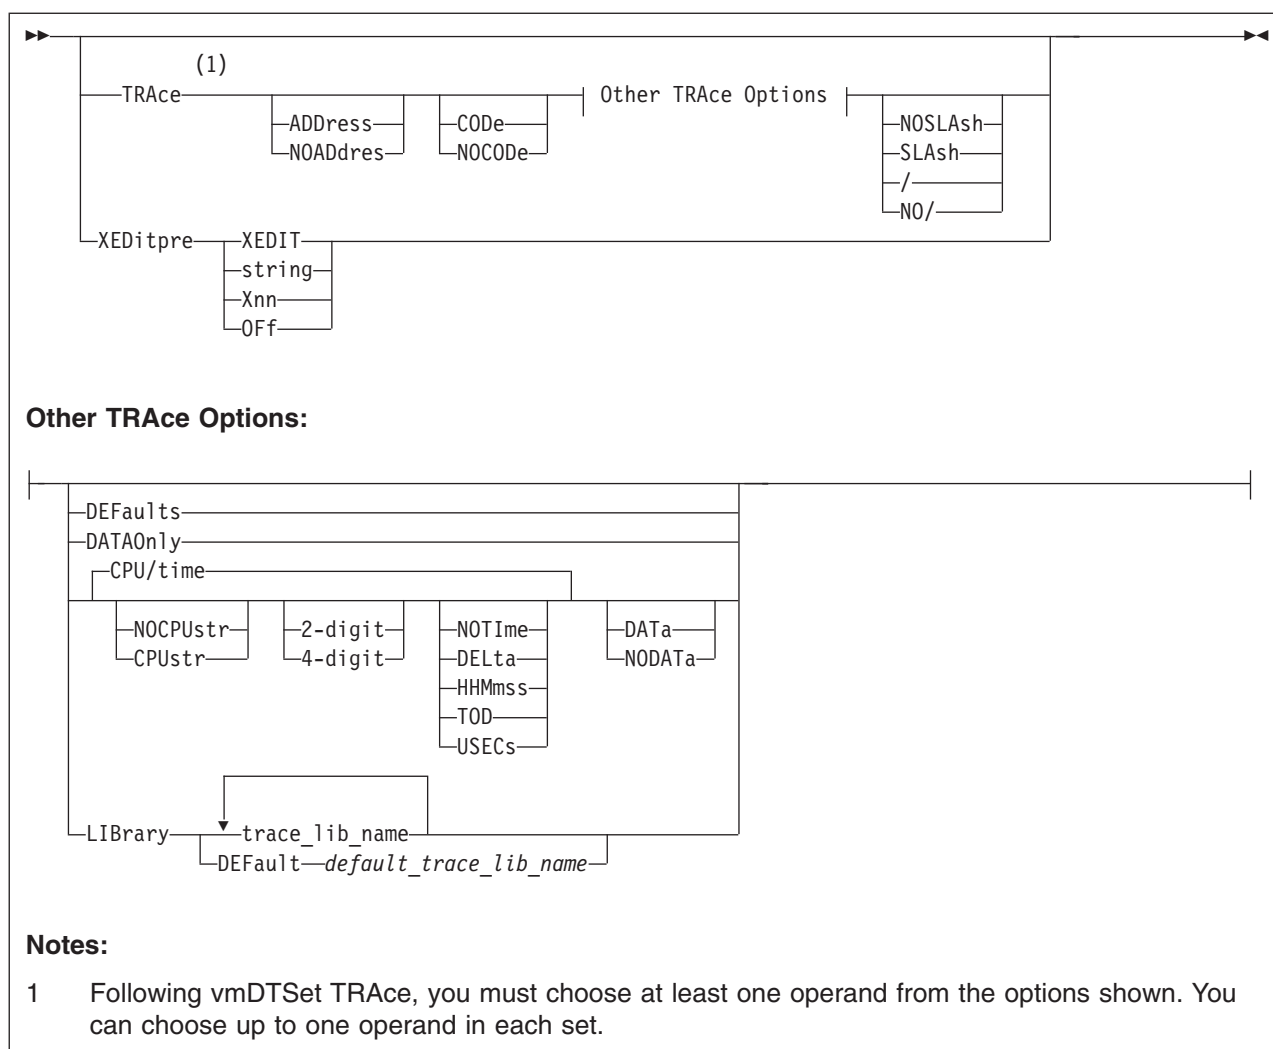 (1)
TRAce
Other TRAce Options
ADDress
CODe
NOSLAsh
NOADdres
NOCODe
SLAsh
/
NO/
XEDitpre
XEDIT
string
Xnn
OFf
Other TRAce Options:
DEFaults
DATAOnly
CPU/time
NOCPUstr
2-digit
NOTIme
DATa
CPUstr
4-digit
DELta
NODATa
HHMmss
TOD
USECs
LIBrary
trace_lib_name
DEFault
default_trace_lib_name
Notes:
1 Following vmDTSet TRAce, you must choose at least one operand from the options shown. You
can choose up to one operand in each set.